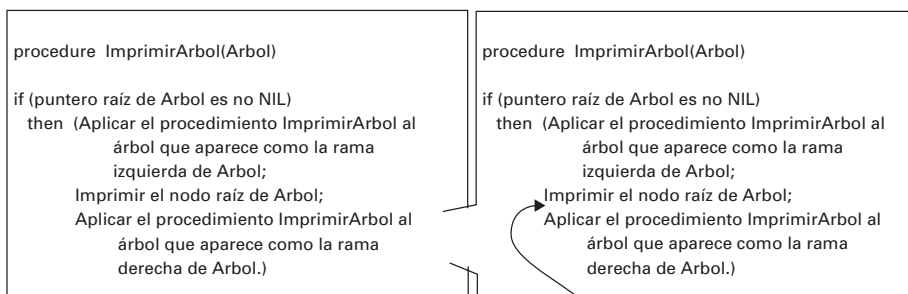 procedure ImprimirArbol(Arbol)
if (puntero raíz de Arbol es no NIL)
then (Aplicar el procedimiento ImprimirArbol al
árbol que aparece como la rama
izquierda de Arbol;
Imprimir el nodo raíz de Arbol;
Aplicar el procedimiento ImprimirArbol al
árbol que aparece como la rama
derecha de Arbol.)
procedure ImprimirArbol(Arbol)
if (puntero raíz de Arbol es no NIL)
then (Aplicar el procedimiento ImprimirArbol al
árbol que aparece como la rama
izquierda de Arbol;
Imprimir el nodo raíz de Arbol;
Aplicar el procedimiento ImprimirArbol al
árbol que aparece como la rama
derecha de Arbol.)